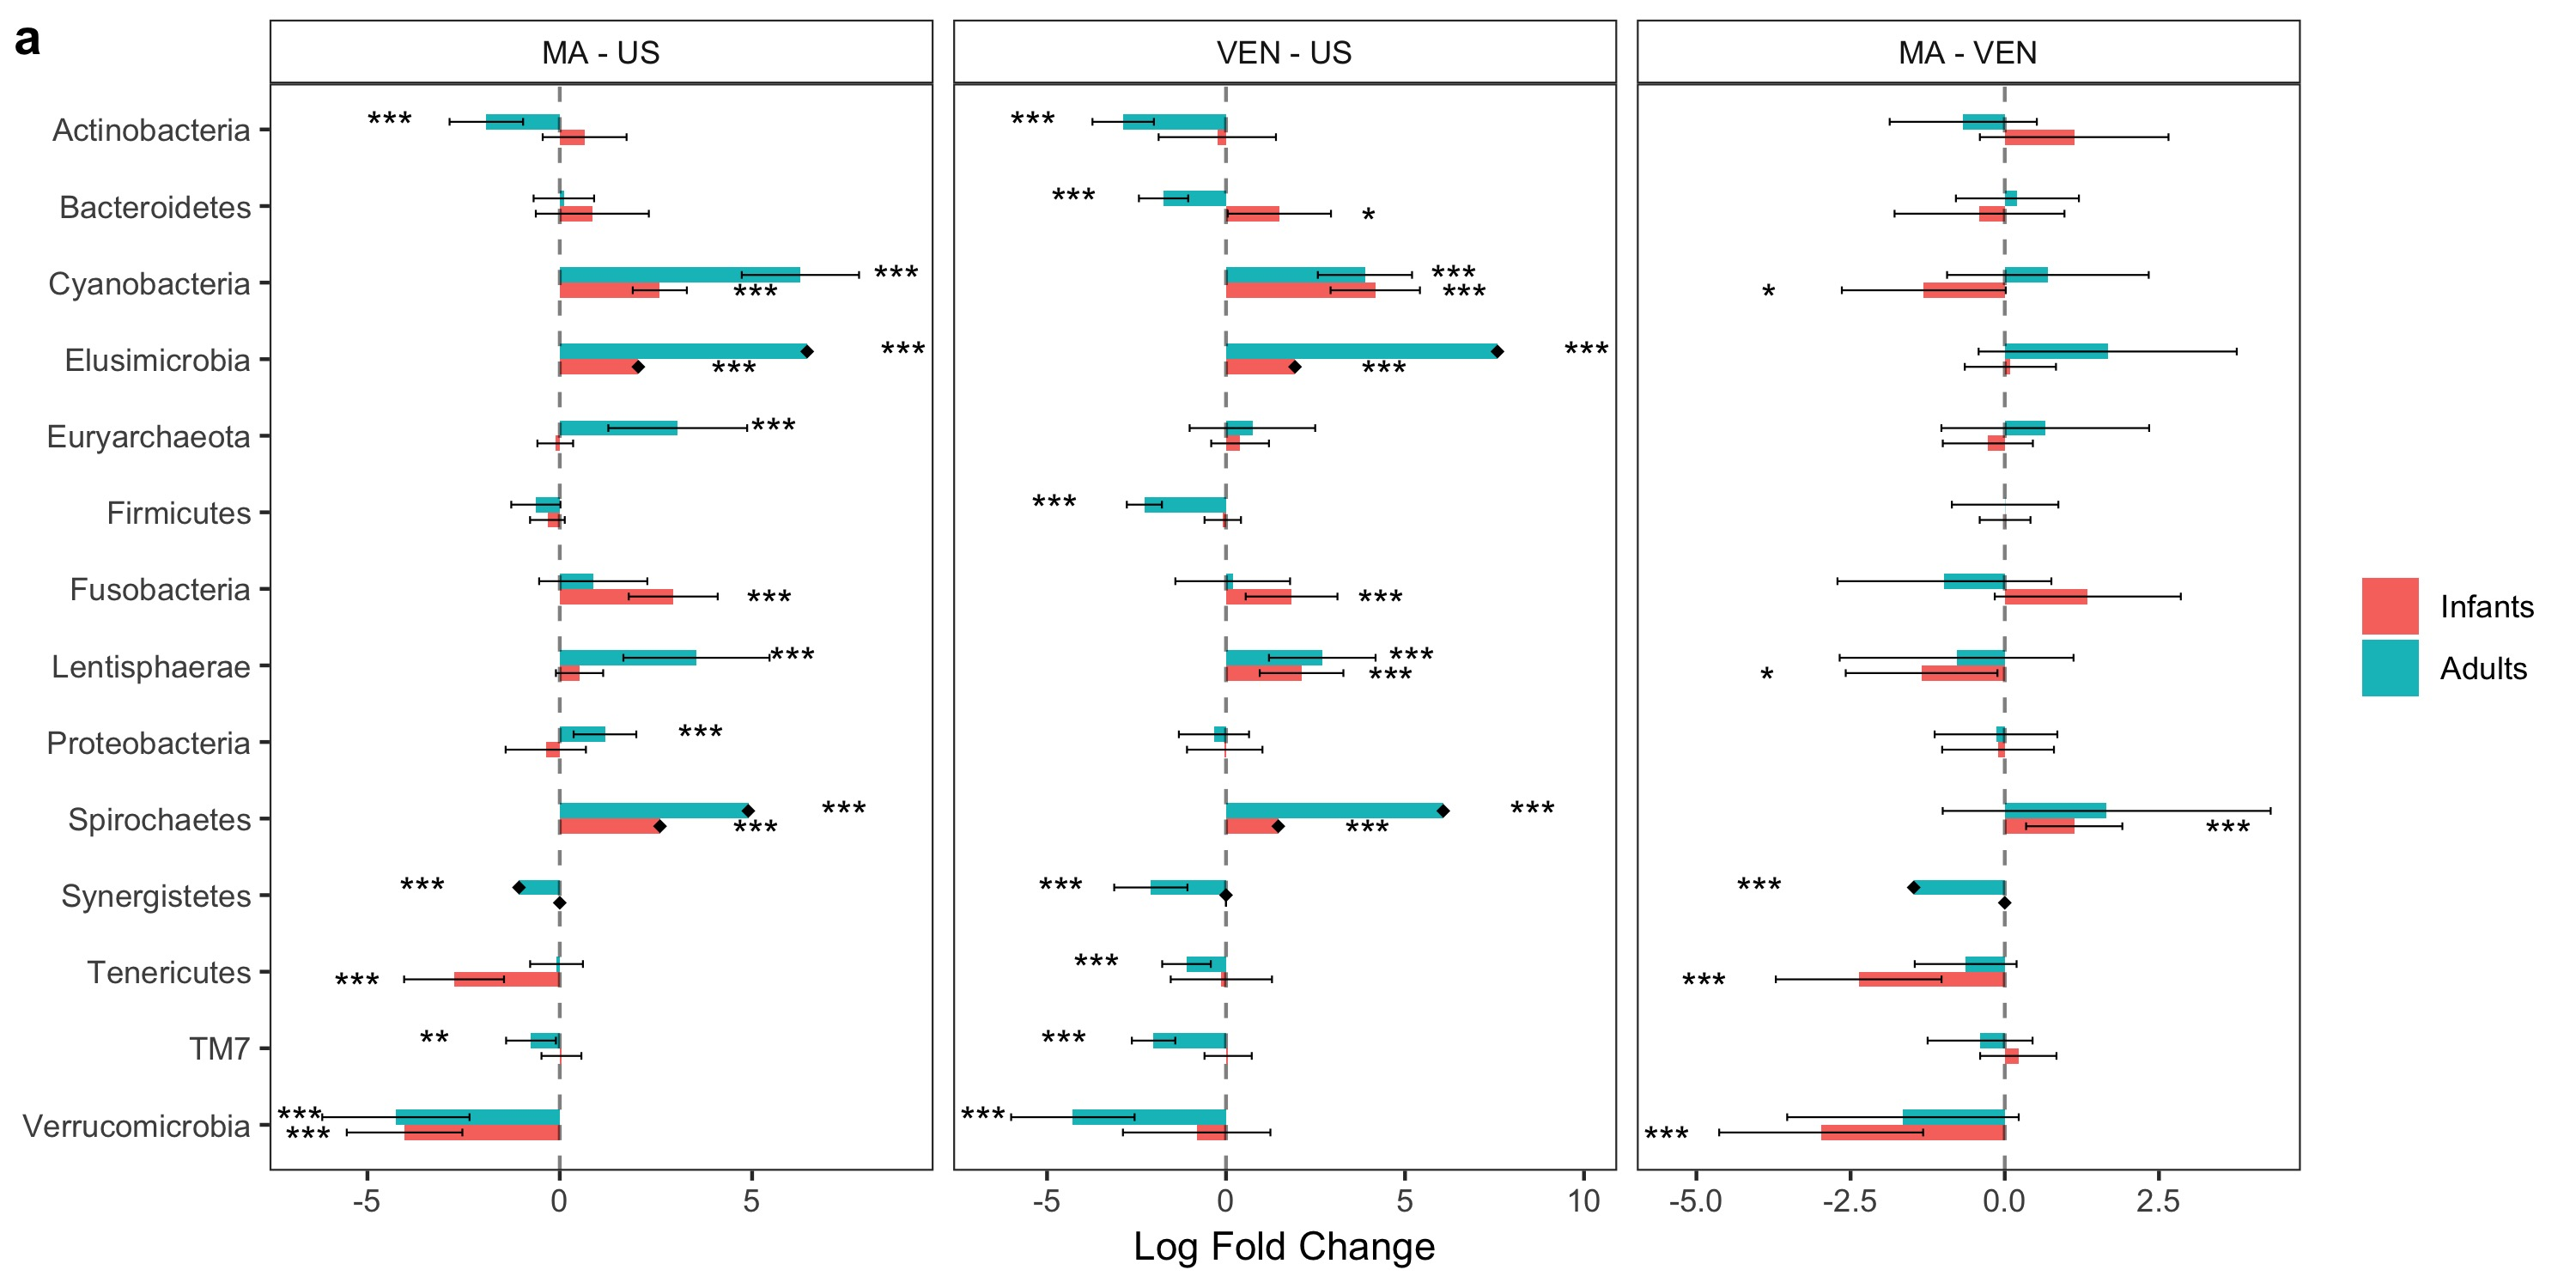 a
MA - US
VEN - US
MA - VEN
Actinobacteria
*** ***
Bacteroidetes
*** *
Cyanobacteria
*** *** *** *** *
Elusimicrobia
*** *** *** ***
Euryarchaeota
***
Firmicutes
***
Fusobacteria
*** ***
Lentisphaerae
*** *** *** *
Proteobacteria
***
Spirochaetes
*** *** *** *** ***
Synergistetes
*** *** ***
Tenericutes
*** *** ***
TM7
** ***
Verrucomicrobia
*** *** *** ***
-5 0 5
-5 0 5 10
-5.0 -2.5 0.0 2.5
Log Fold Change
Infants
Adults